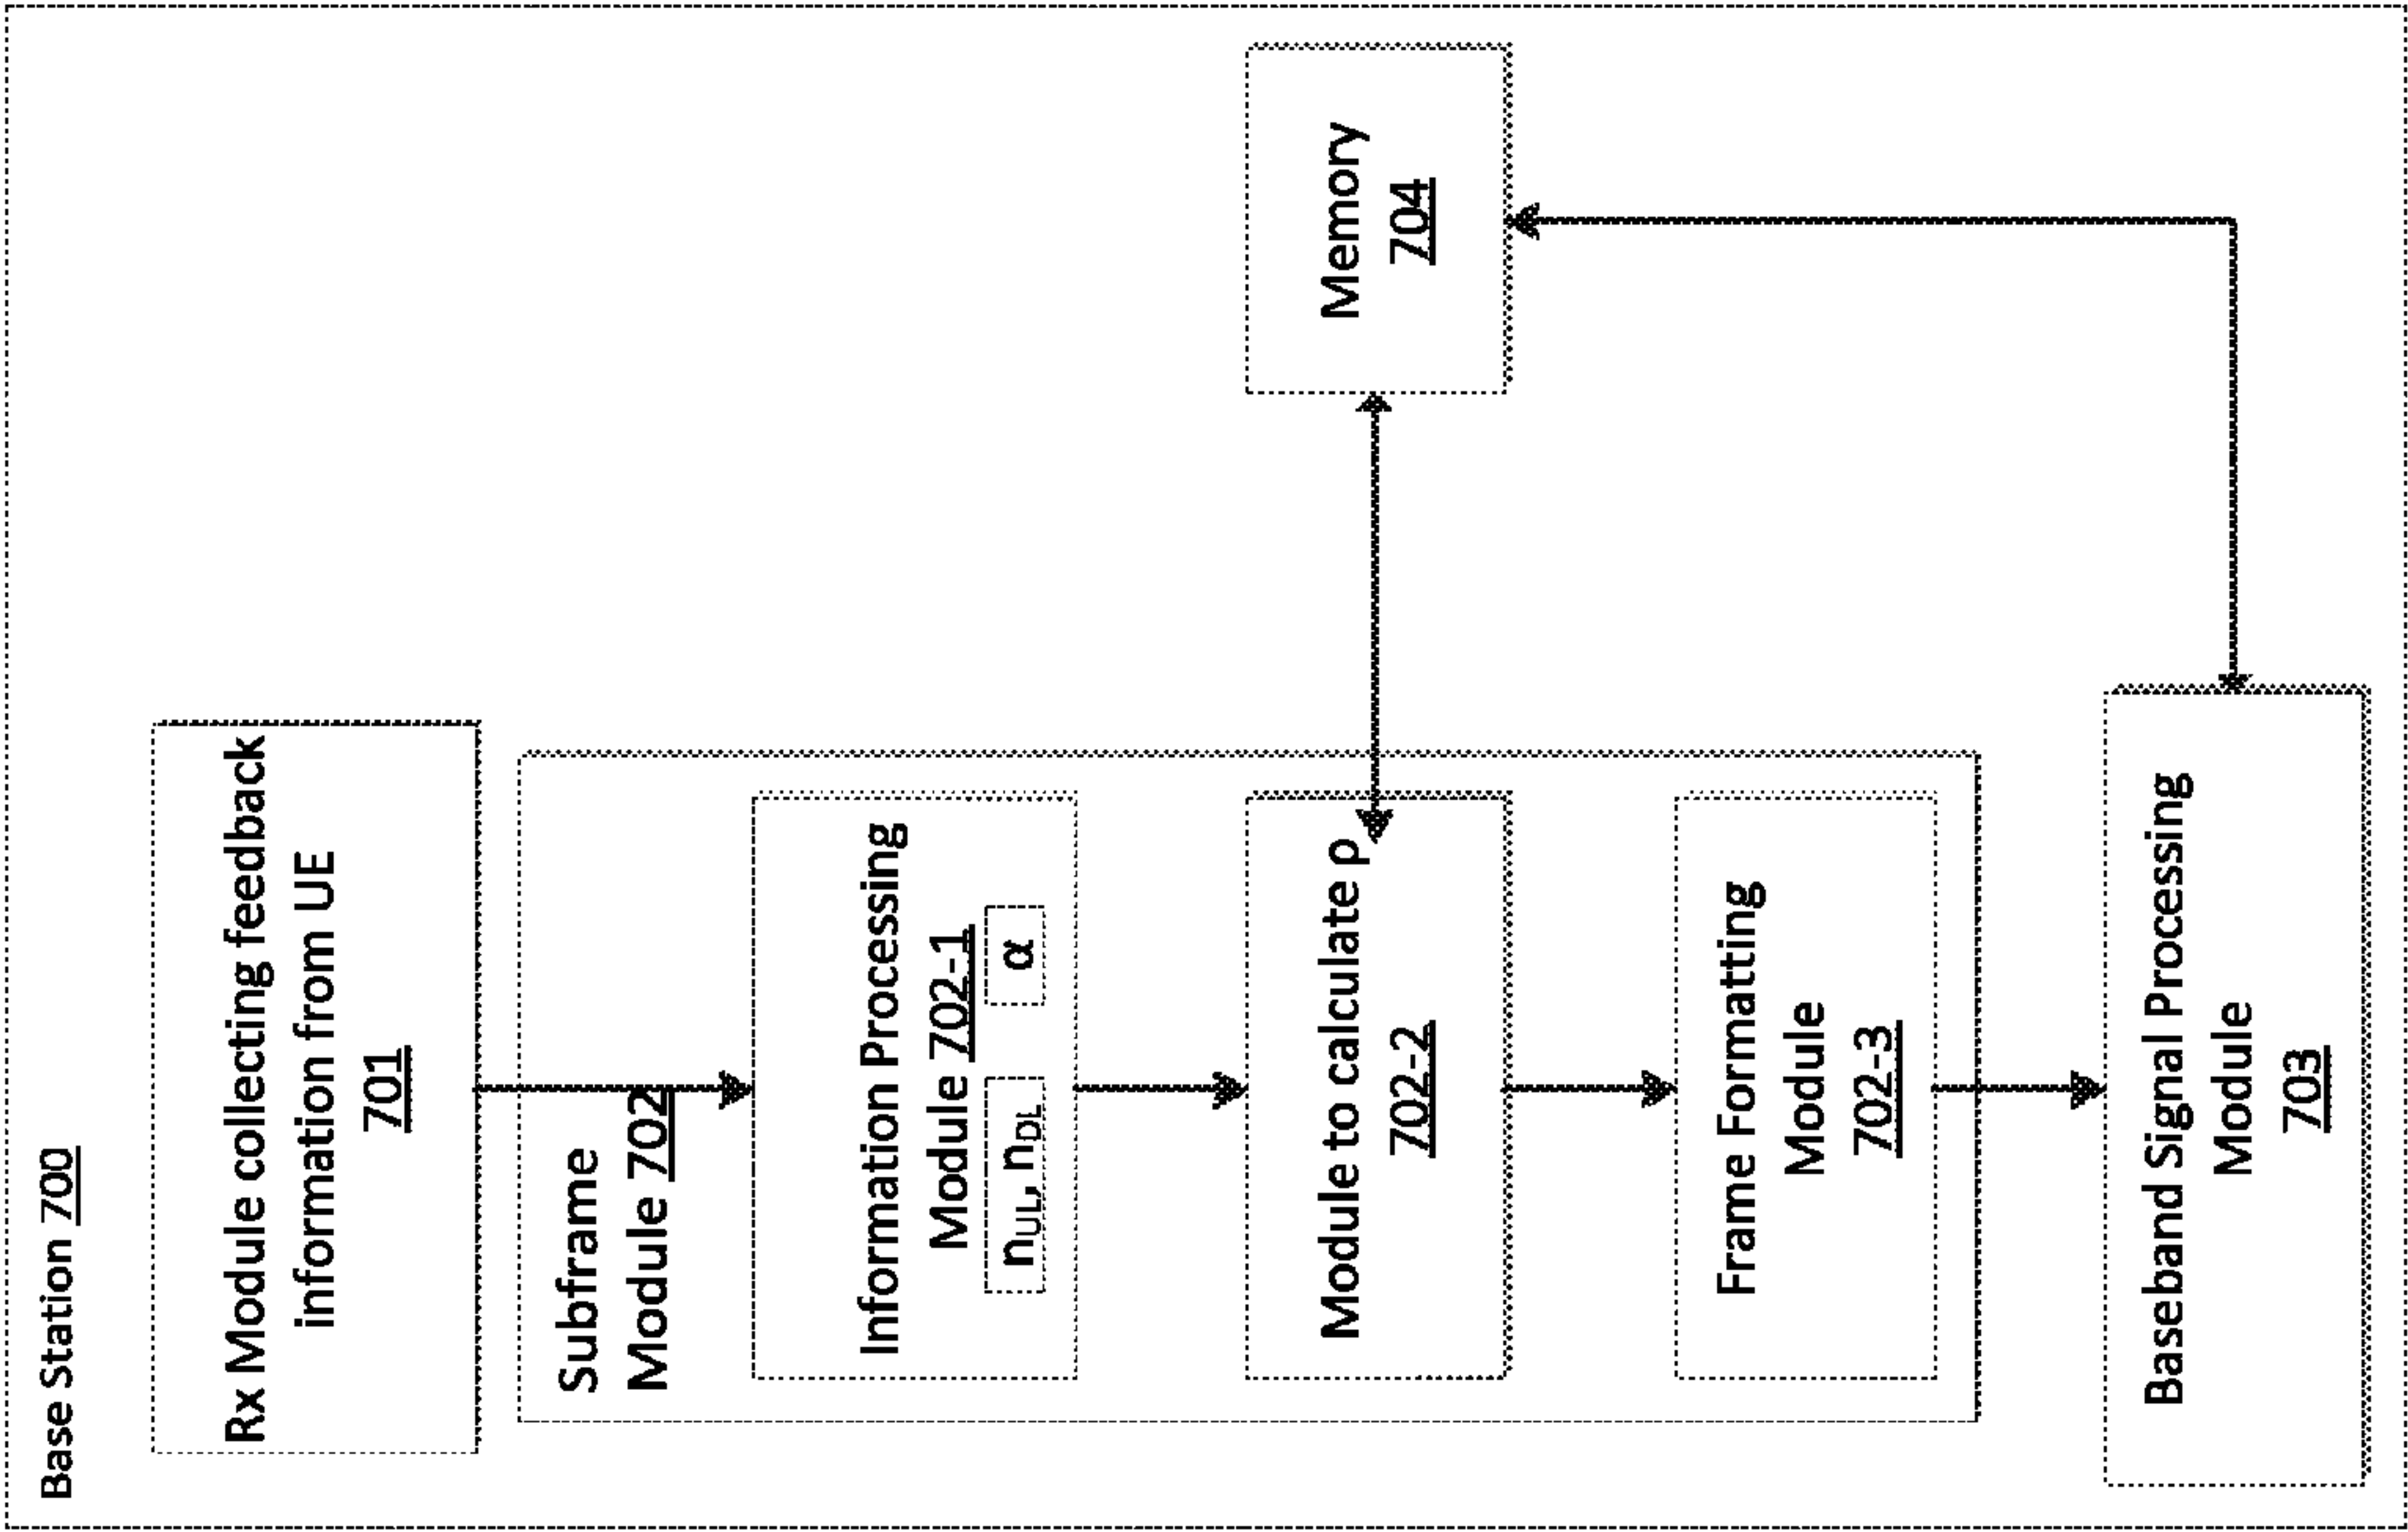 Base Station 700
Rx Module collecting feedback
information from UE
701
Subframe
Module 702
Information Processing
Module 702-1
nUL, nDL
α
Module to calculate ρ
702-2
Frame Formatting
Module
702-3
Baseband Signal Processing
Module
703
Memory
704